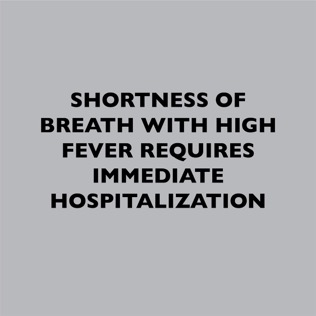 SHORTNESS OF
BREATH WITH HIGH
FEVER REQUIRES
IMMEDIATE
HOSPITALIZATION